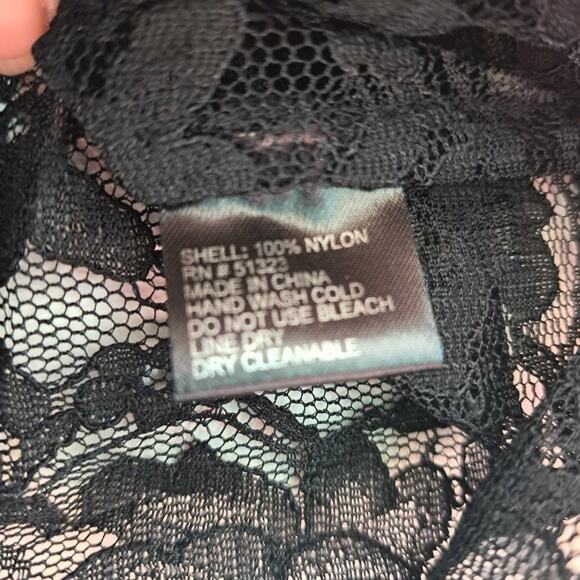 SHELL: 100% NYLON
RN # 51323
MADE IN CHINA
HAND WASH COLD
DO NOT USE BLEACH
LINE DRY
DRY CLEANABLE